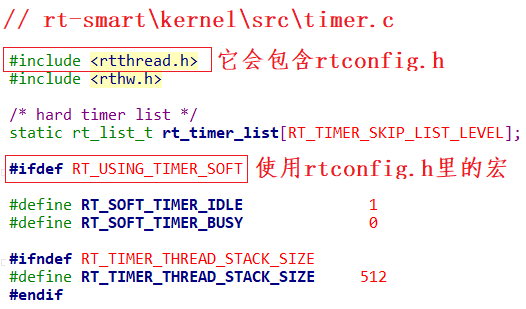 // rt-smart\kernel\src\timer.c
#include <rtthread.h> 它会包含rtconfig.h
#include <rthw.h>
/* hard timer list */
static rt_list_t rt_timer_list[RT_TIMER_SKIP_LIST_LEVEL];
#ifdef RT_USING_TIMER_SOFT 使用rtconfig.h里的宏
#define RT_SOFT_TIMER_IDLE 1
#define RT_SOFT_TIMER_BUSY 0
#ifndef RT_TIMER_THREAD_STACK_SIZE
#define RT_TIMER_THREAD_STACK_SIZE 512
#endif